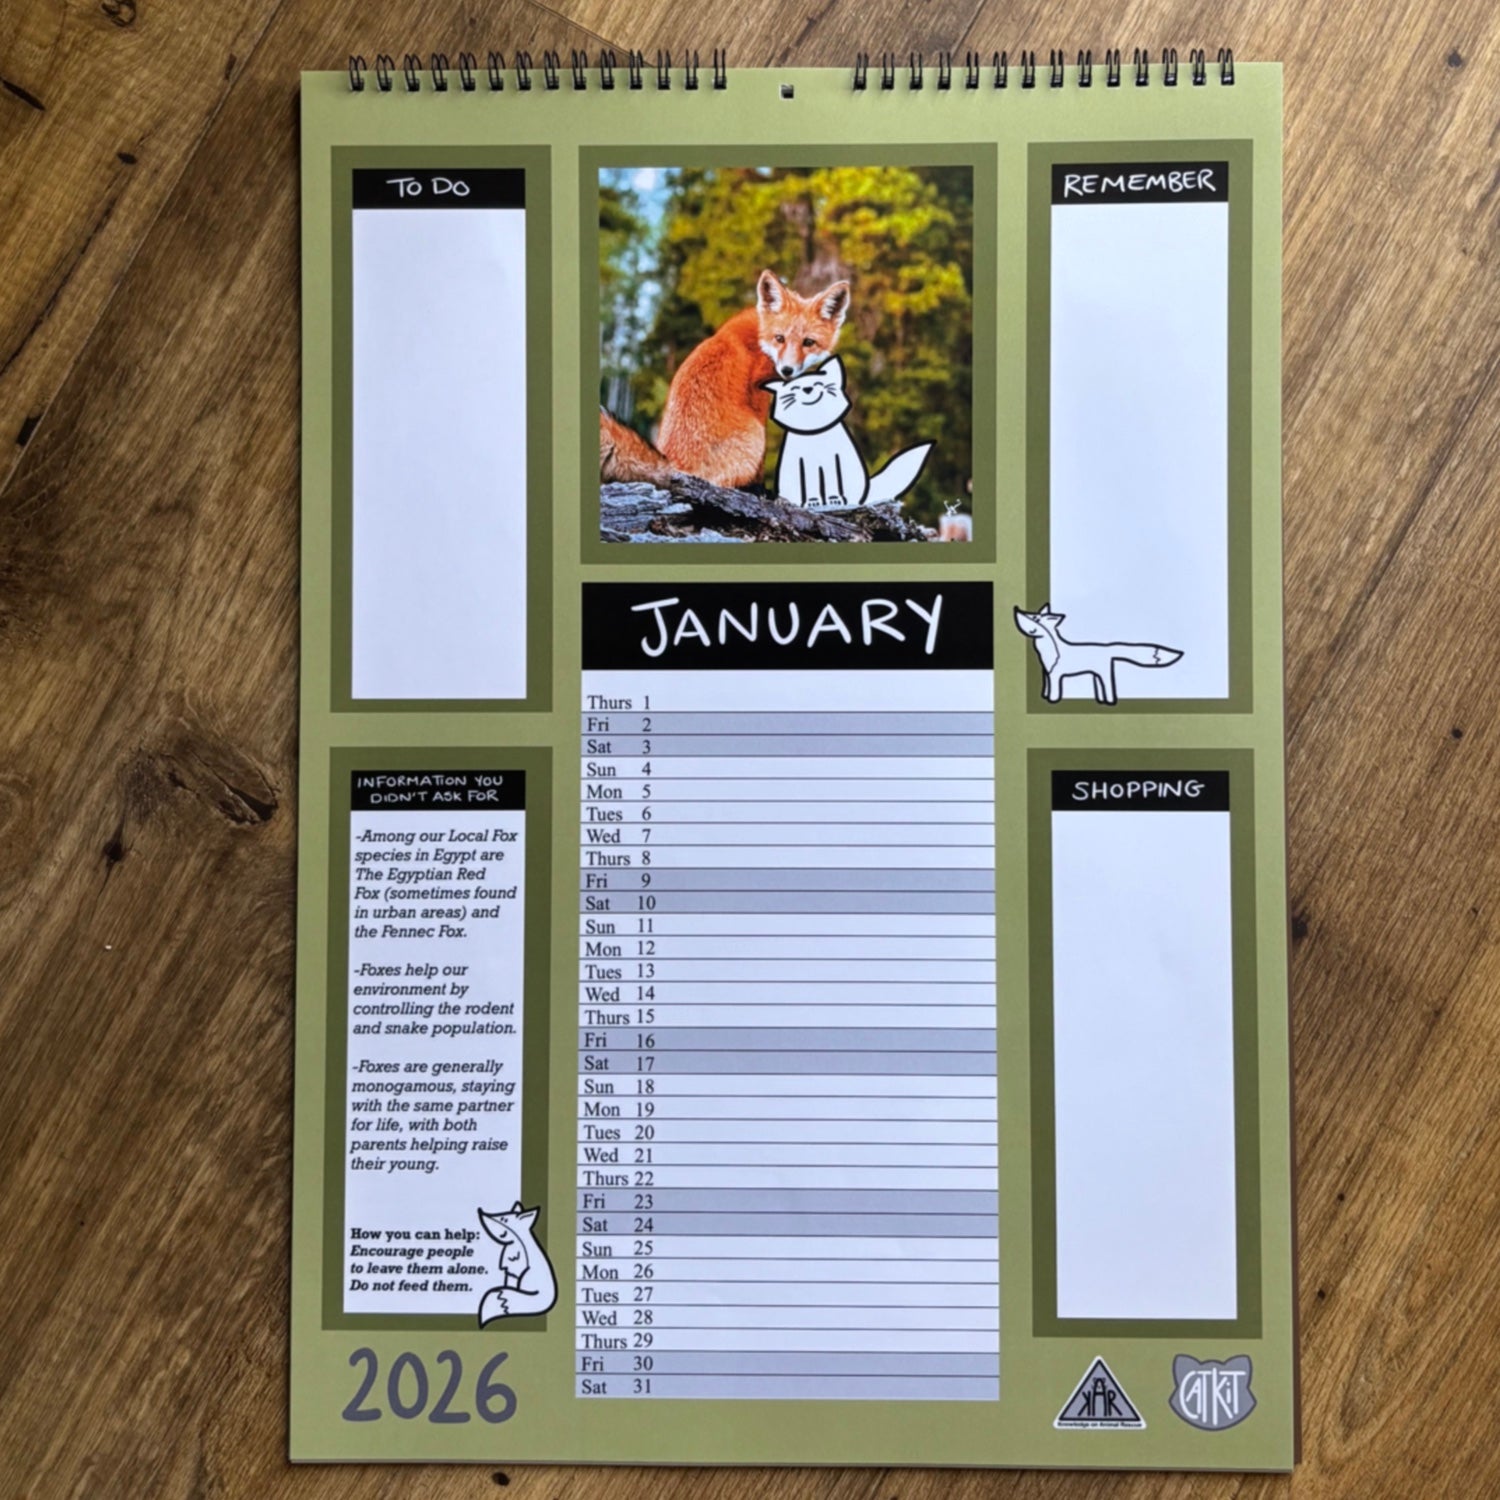 TO DO
REMEMBER
JANUARY
Thurs 1
Fri 2
Sat 3
Sun 4
Mon 5
Tues 6
Wed 7
Thurs 8
Fri 9
Sat 10
Sun 11
Mon 12
Tues 13
Wed 14
Thurs 15
Fri 16
Sat 17
Sun 18
Mon 19
Tues 20
Wed 21
Thurs 22
Fri 23
Sat 24
Sun 25
Mon 26
Tues 27
Wed 28
Thurs 29
Fri 30
Sat 31
INFORMATION YOU
DIDN'T ASK FOR
-Among our Local Fox
species in Egypt are
The Egyptian Red
Fox (sometimes found
in urban areas) and
the Fennec Fox.
-Foxes help our
environment by
controlling the rodent
and snake population.
-Foxes are generally
monogamous, staying
with the same partner
for life, with both
parents helping raise
their young.
How you can help:
Encourage people
to leave them alone.
Do not feed them.
SHOPPING
2026
KAR
Knowledge on Animal Rescue
CATKIT